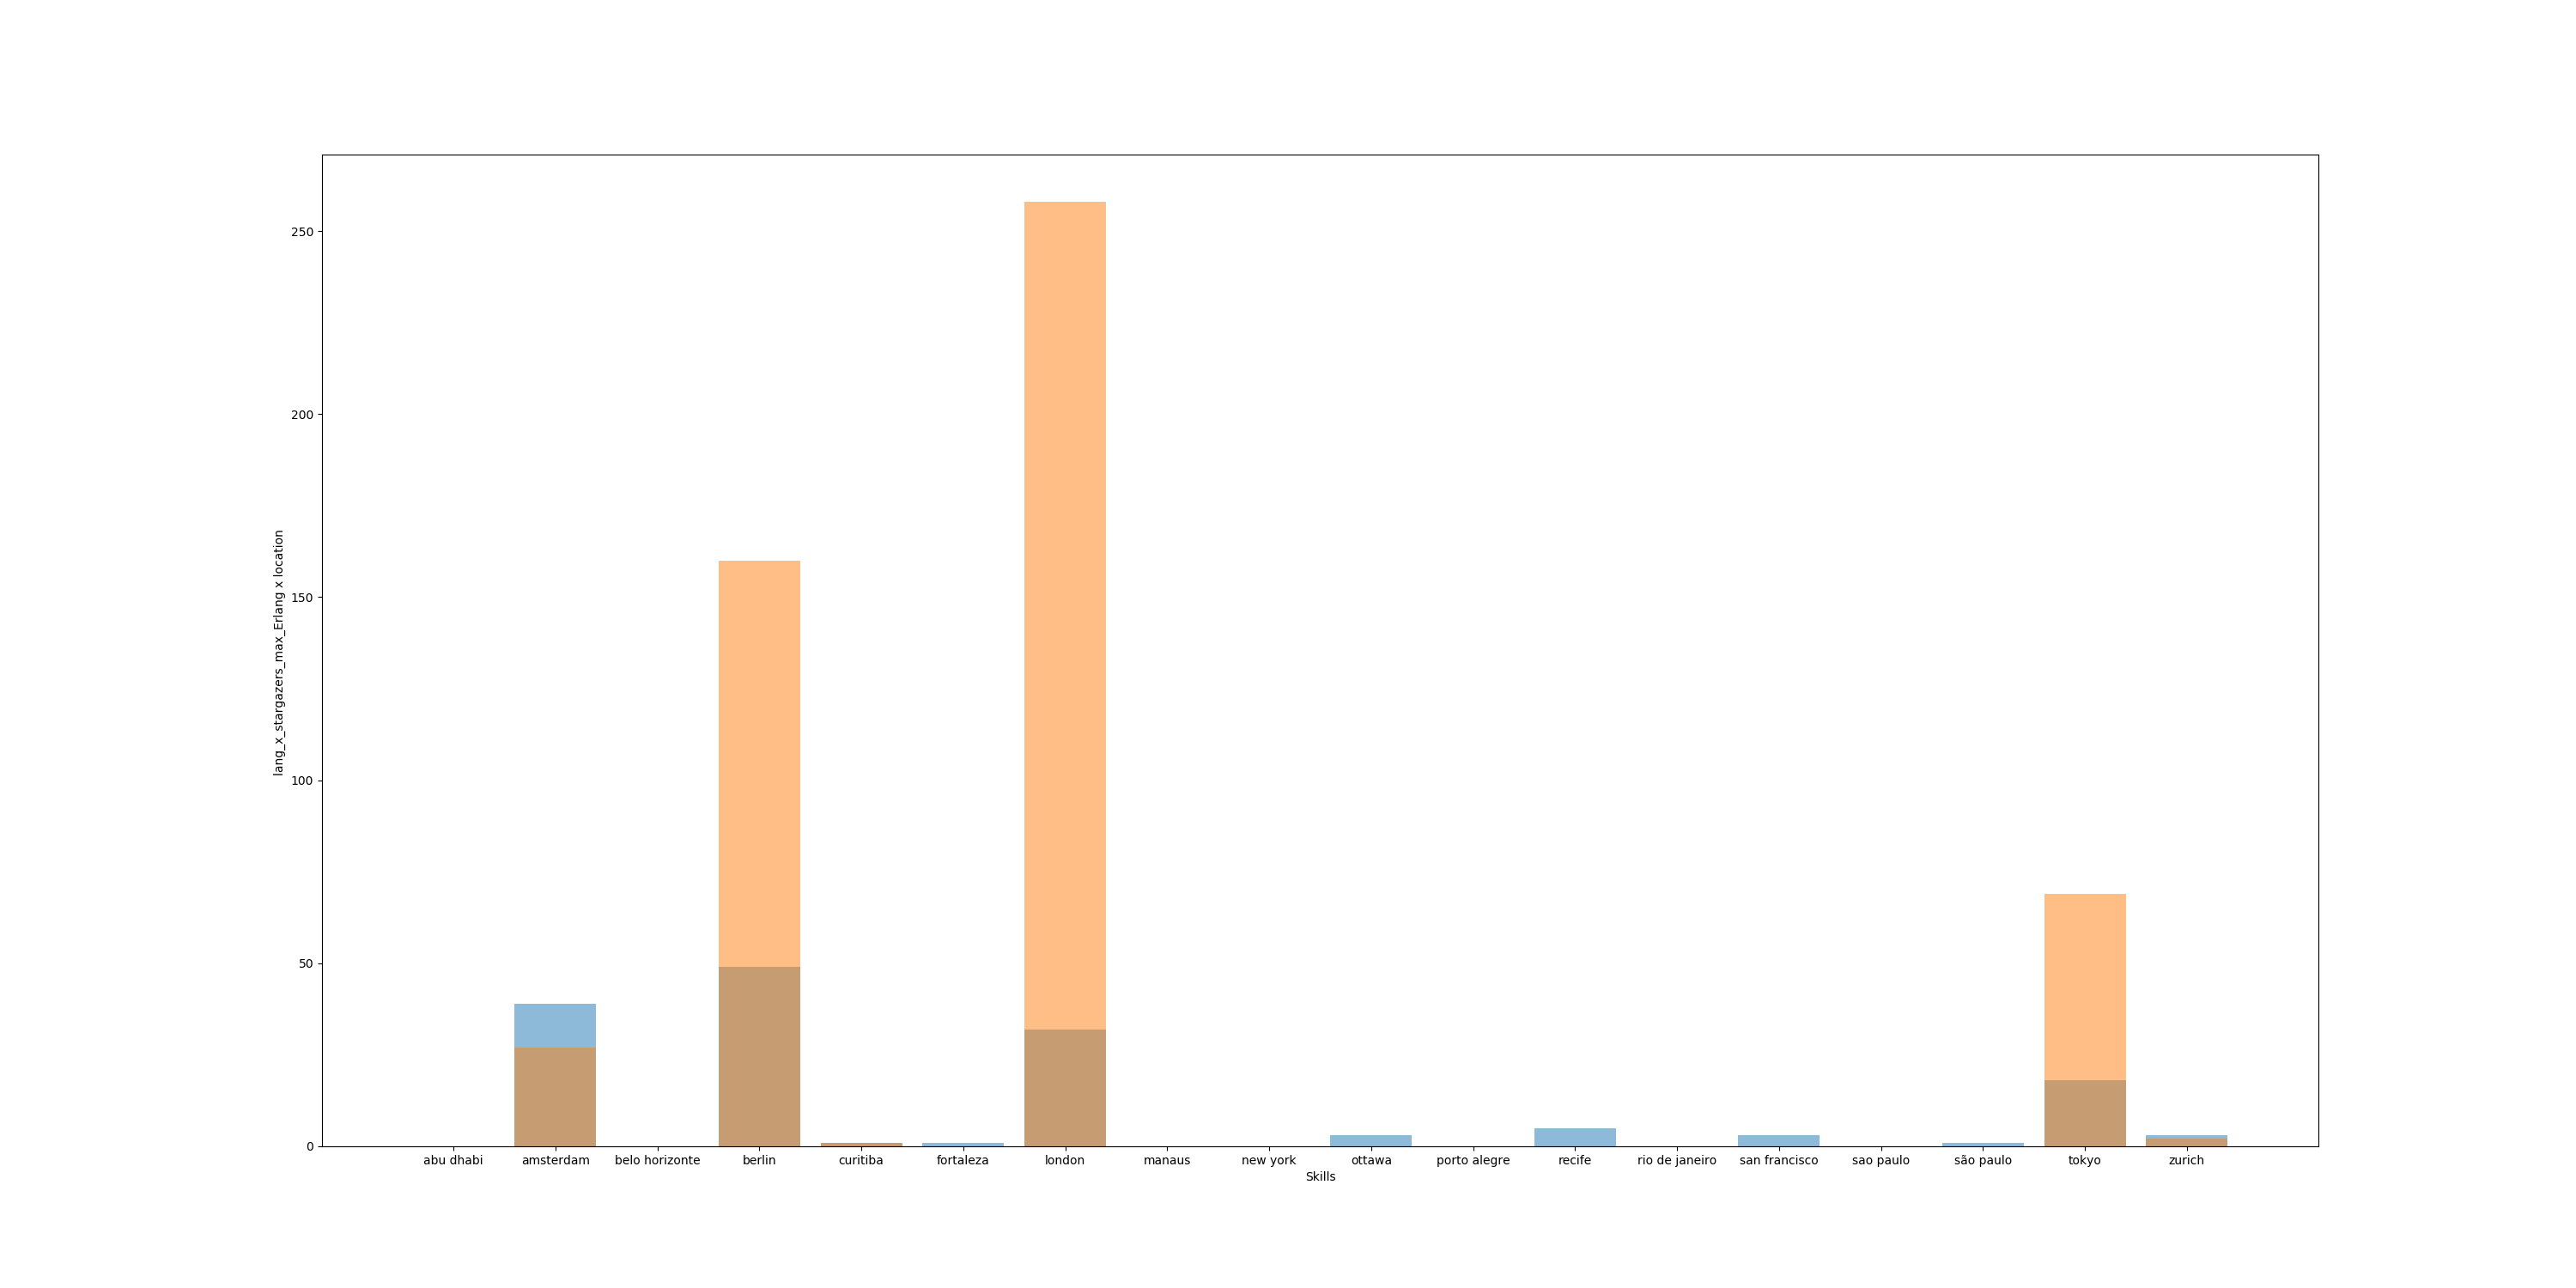 lang_x_stargazers_max_Erlang x location
250
200
150
100
50
0
abu dhabi amsterdam belo horizonte berlin curitiba fortaleza london manaus new york ottawa porto alegre recife rio de janeiro san francisco sao paulo são paulo tokyo zurich
Skills